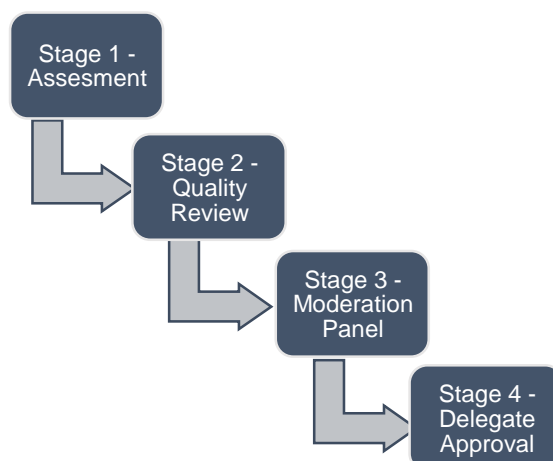 Stage 1 -
Assesment
Stage 2 -
Quality
Review
Stage 3 -
Moderation
Panel
Stage 4 -
Delegate
Approval